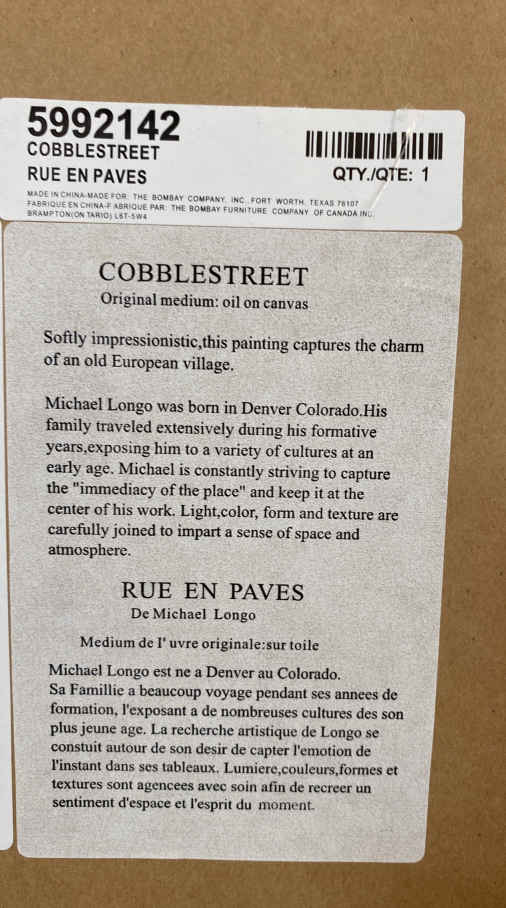 5992142
COBBLESTREET
RUE EN PAVES
QTY./QTE: 1
MADE IN CHINA-MADE FOR: THE BOMBAY COMPANY, INC., FORT WORTH, TEXAS 76107
FABRIQUE EN CHINA-F ABRIQUE PAR: THE BOMBAY FURNITURE COMPANY OF CANADA INC.
BRAMPTON(ON TARIO) L6T-5W4
COBBLESTREET
Original medium: oil on canvas
Softly impressionistic,this painting captures the charm
of an old European village.
Michael Longo was born in Denver Colorado.His
family traveled extensively during his formative
years,exposing him to a variety of cultures at an
early age. Michael is constantly striving to capture
the "immediacy of the place" and keep it at the
center of his work. Light,color, form and texture are
carefully joined to impart a sense of space and
atmosphere.
RUE EN PAVES
De Michael Longo
Medium de I' uvre originale:sur toile
Michael Longo est ne a Denver au Colorado.
Sa Famillie a beaucoup voyage pendant ses annees de
formation, l'exposant a de nombreuses cultures des son
plus jeune age. La recherche artistique de Longo se
constuit autour de son desir de capter l'emotion de
l'instant dans ses tableaux. Lumiere,couleurs,formes et
textures sont agencees avec soin afin de recreer un
sentiment d'espace et l'esprit du moment.